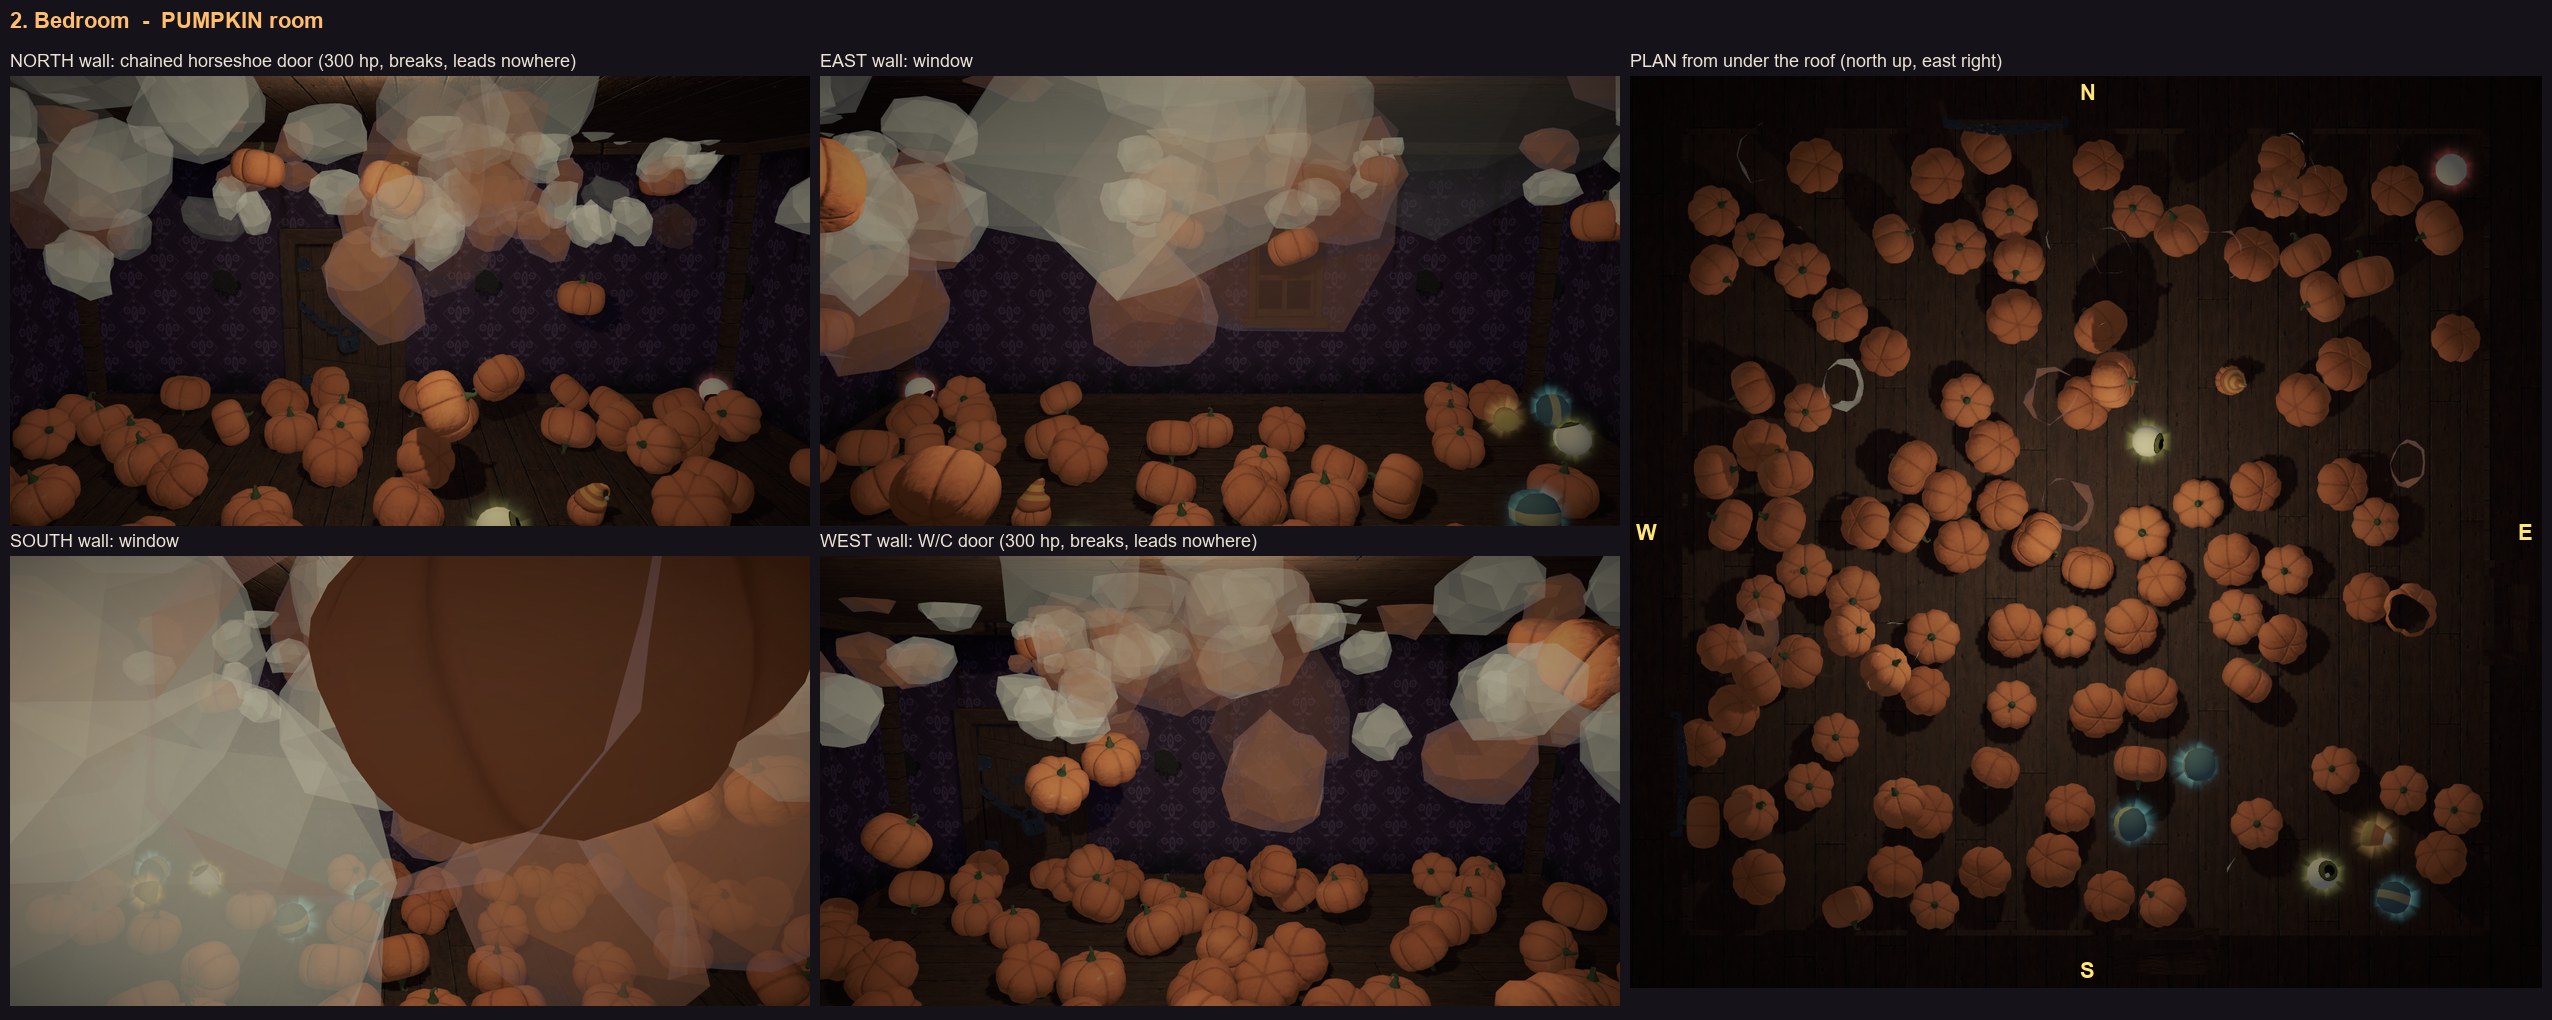 2. Bedroom - PUMPKIN room
NORTH wall: chained horseshoe door (300 hp, breaks, leads nowhere)
EAST wall: window
PLAN from under the roof (north up, east right)
N
W
E
S
SOUTH wall: window
WEST wall: W/C door (300 hp, breaks, leads nowhere)